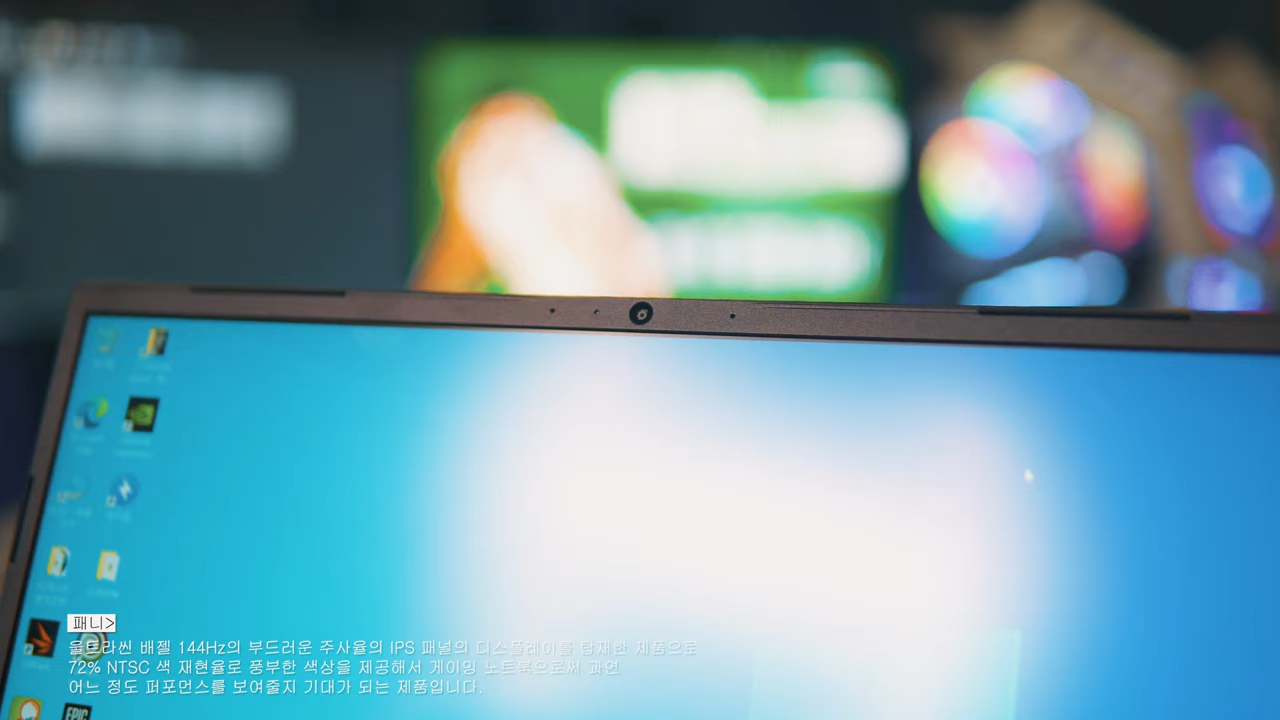 패니>
울트라씬 배젤 144Hz의 부드러운 주사율의 IPS 패널의 디스플레이를 탑재한 제품으로
72% NTSC 색 재현율로 풍부한 색상을 제공해서 게이밍 노트북으로써 과연
어느 정도 퍼포먼스를 보여줄지 기대가 되는 제품입니다.
EPIC